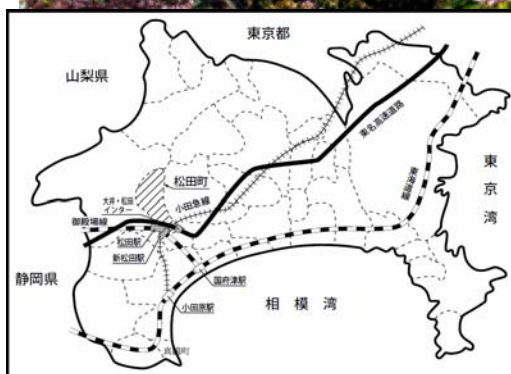 東京都
山梨県
松田町
大井・松田
インター
小田急線
東名高速道路
東海道線
東京湾
御殿場線
松田駅
新松田駅
静岡県
国府津駅
小田原駅
相模湾
真鶴町